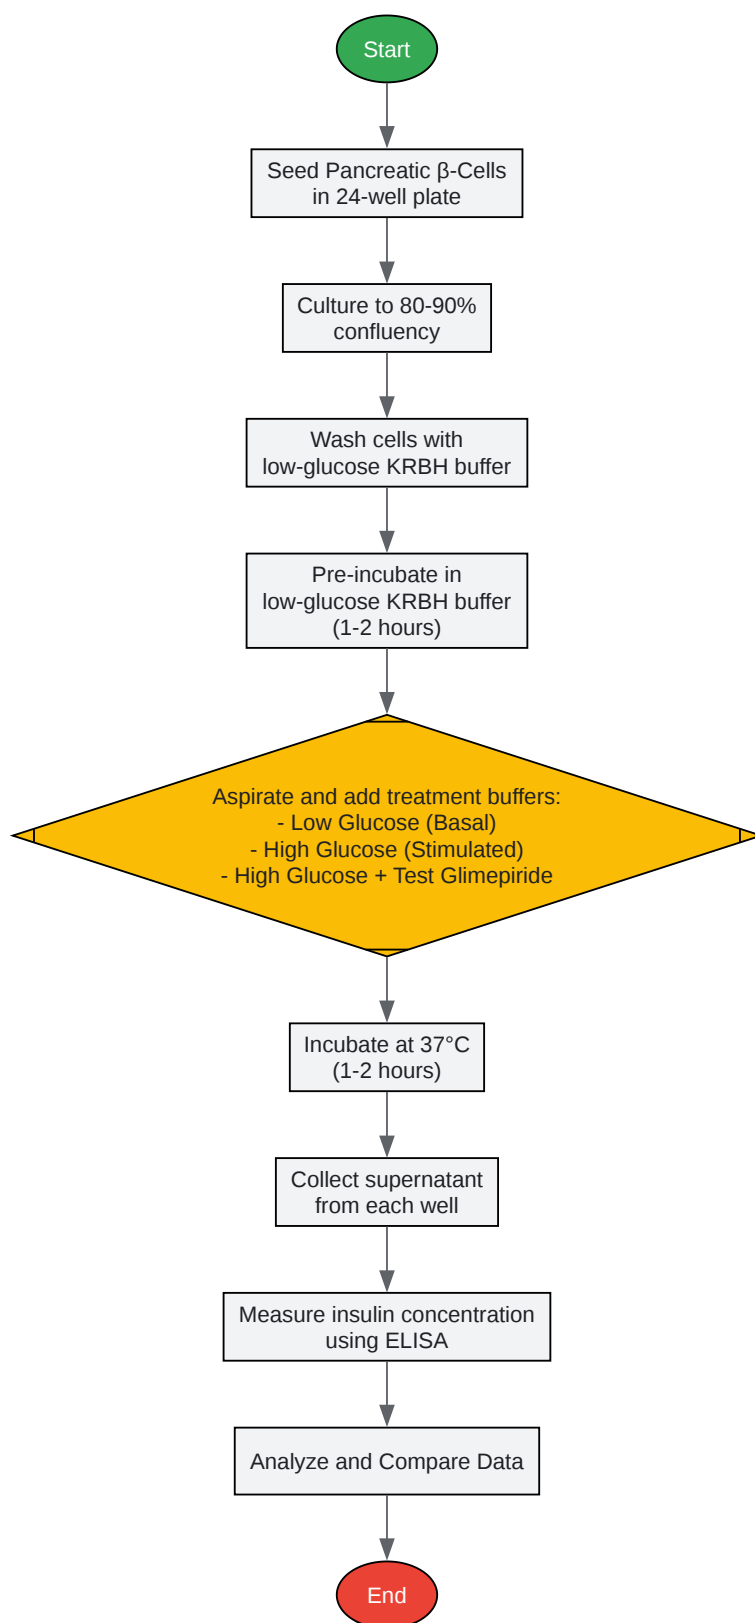 Start
Seed Pancreatic β-Cells
in 24-well plate
Culture to 80-90%
confluency
Wash cells with
low-glucose KRBH buffer
Pre-incubate in
low-glucose KRBH buffer
(1-2 hours)
Aspirate and add treatment buffers:
- Low Glucose (Basal)
- High Glucose (Stimulated)
- High Glucose + Test Glimepiride
Incubate at 37°C
(1-2 hours)
Collect supernatant
from each well
Measure insulin concentration
using ELISA
Analyze and Compare Data
End